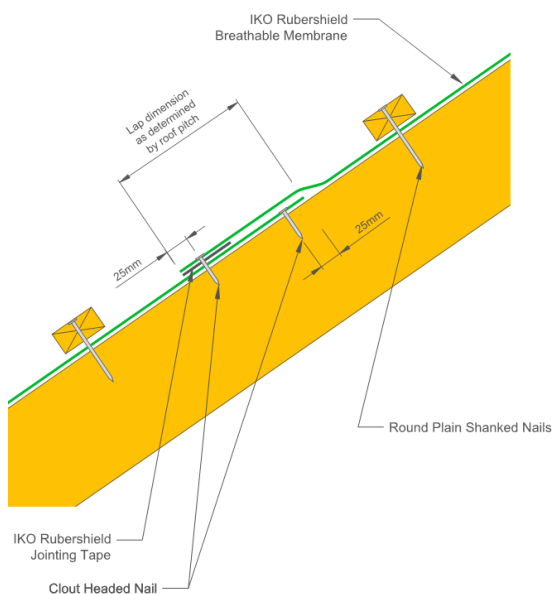 IKO Rubershield
Breathable Membrane
Lap dimension
as determined
by roof pitch
25mm
25mm
Round Plain Shanked Nails
IKO Rubershield
Jointing Tape
Clout Headed Nail